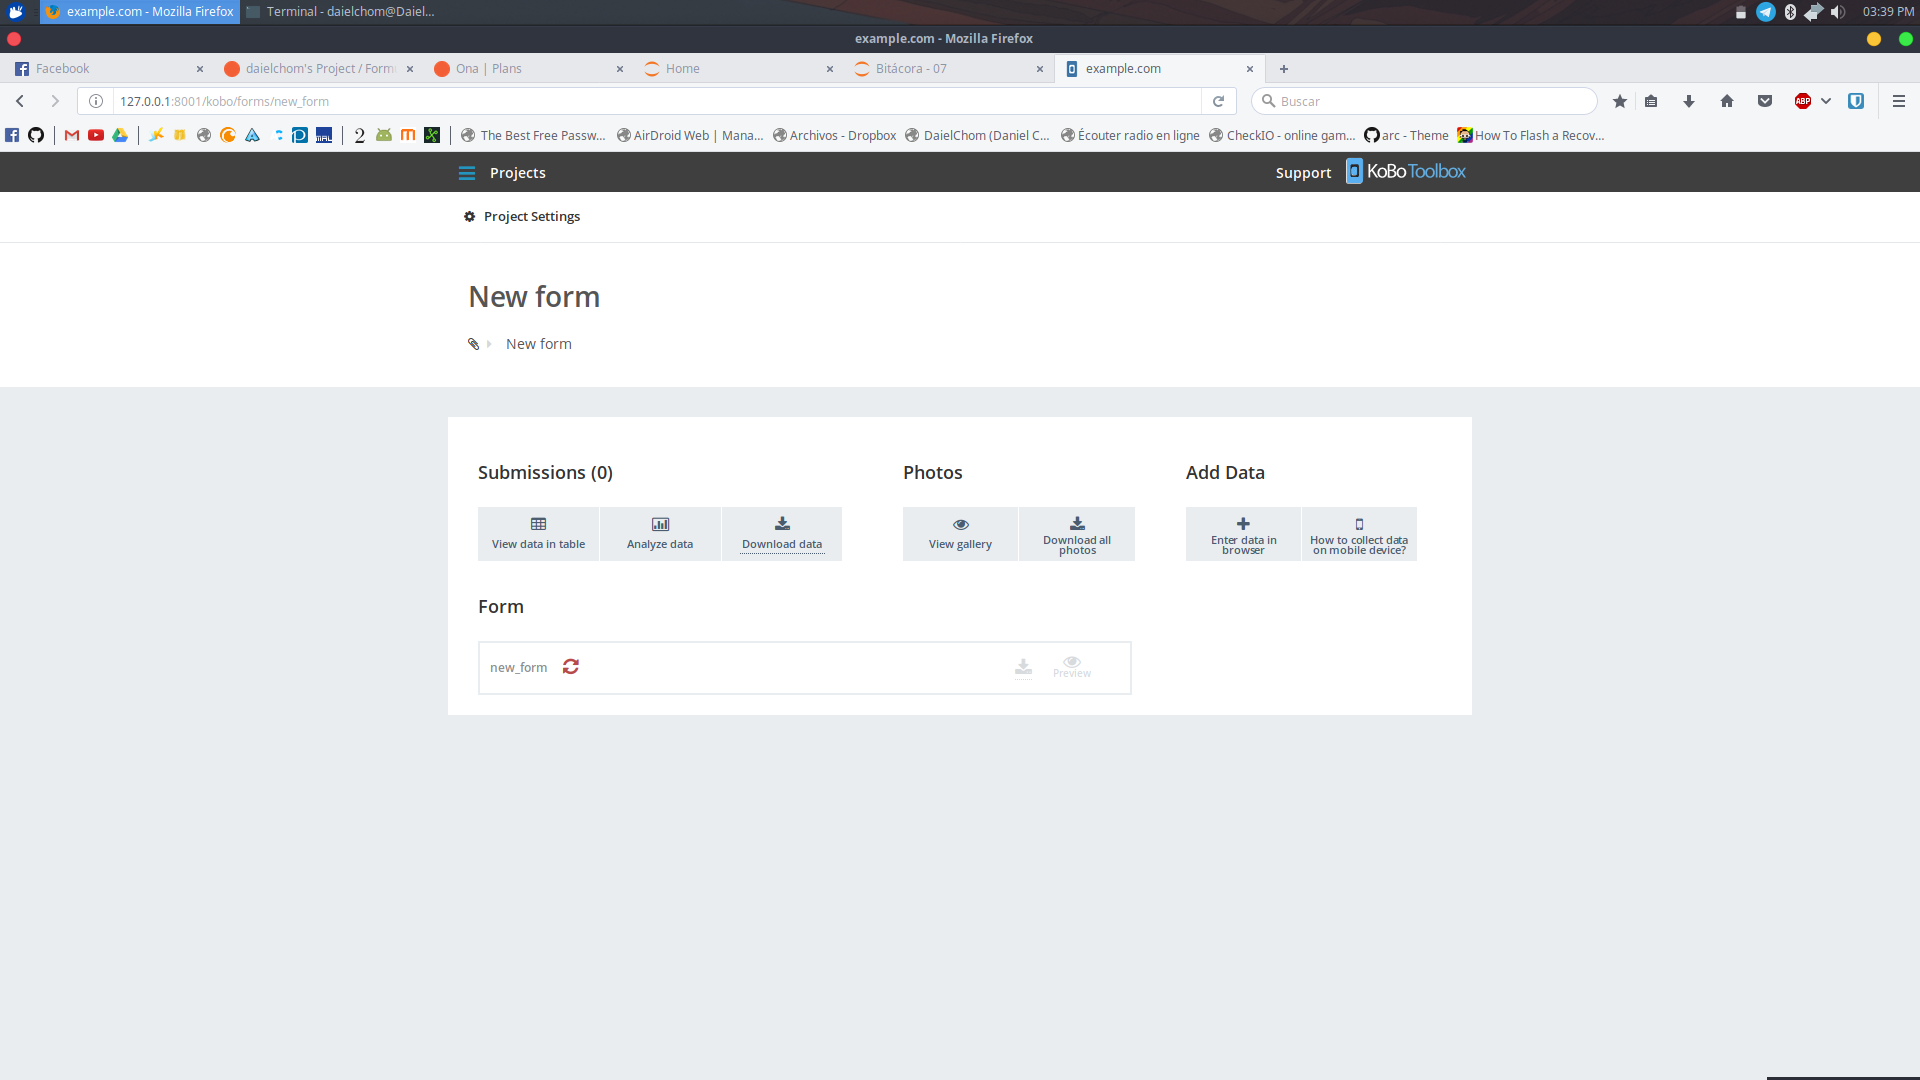 example.com - Mozilla Firefox
Terminal - daielchom@Daiel...
03:39 PM
example.com - Mozilla Firefox
Facebook
daielchom's Project / Form
Ona | Plans
Home
Bitácora - 07
example.com
127.0.0.1:8001/kobo/forms/new_form
Buscar
ABP
The Best Free Passw...
AirDroid Web | Mana...
Archivos - Dropbox
DaielChom (Daniel C...
Écouter radio en ligne
CheckIO - online gam...
arc - Theme
How To Flash a Recov...
Projects
Support
KoBoToolbox
Project Settings
New form
New form
Submissions (0)
Photos
Add Data
View data in table
Analyze data
Download data
View gallery
Download all
photos
Enter data in
browser
How to collect data
on mobile device?
Form
new_form
Preview